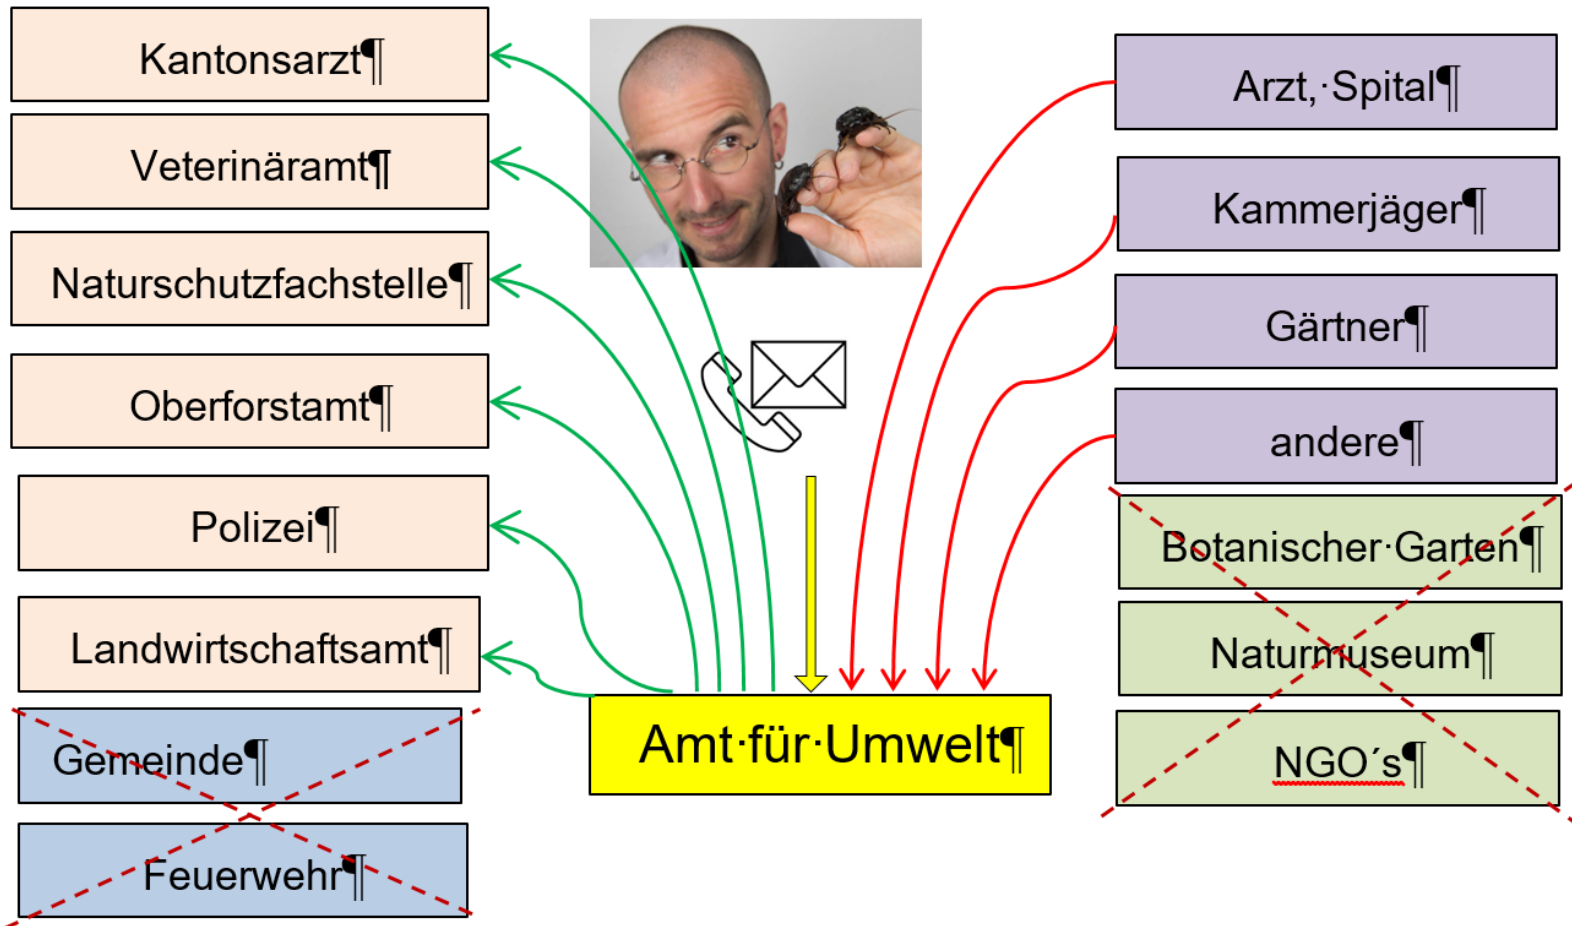 Kantonsarzt¶
Veterinäramt¶
Naturschutzfachstelle¶
Oberforstamt¶
Polizei¶
Landwirtschaftsamt¶
Gemeinde¶
Feuerwehr¶
Amt·für·Umwelt¶
Arzt,·Spital¶
Kammerjäger¶
Gärtner¶
andere¶
Botanischer·Garten¶
Naturmuseum¶
NGO´s¶